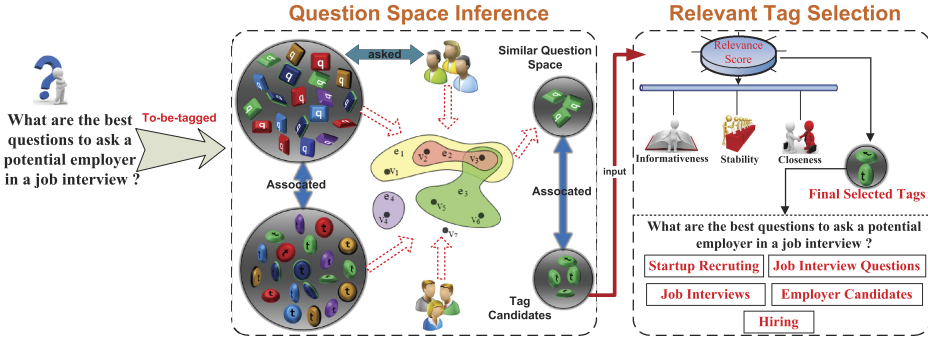 Question Space Inference
Relevant Tag Selection
What are the best
questions to ask a
potential employer
in a job interview ?
To-be-tagged
asked
Similar Question
Space
Assocated
Assocated
e1
v1
v2
e2
v3
e3
e4
v4
v5
v6
v7
Tag
Candidates
input
Relevance
Score
Informativeness
Stability
Closeness
Final Selected Tags
What are the best questions to ask a potential
employer in a job interview ?
Startup Recruting
Job Interview Questions
Job Interviews
Employer Candidates
Hiring